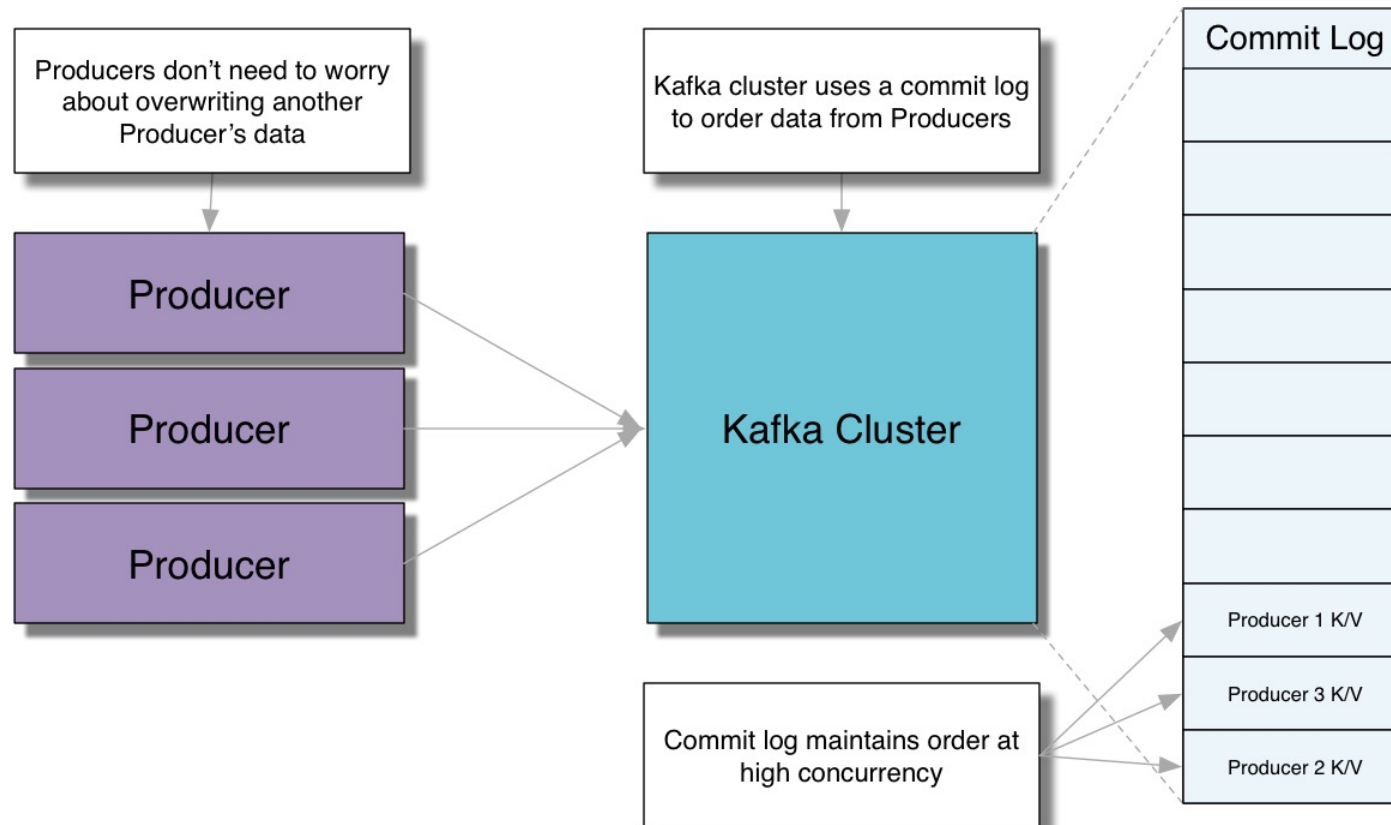 Producers don’t need to worry
about overwriting another
Producer’s data
Kafka cluster uses a commit log
to order data from Producers
Commit Log
Producer
Producer
Producer
Kafka Cluster
Producer 1 K/V
Producer 3 K/V
Producer 2 K/V
Commit log maintains order at
high concurrency